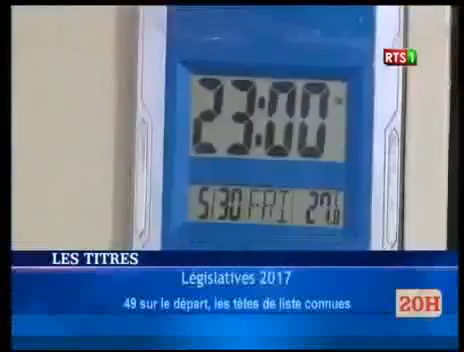 RTS1
23:00
5/30 FRI 27.8
LES TITRES
Législatives 2017
49 sur le départ, les têtes de liste connues
20H